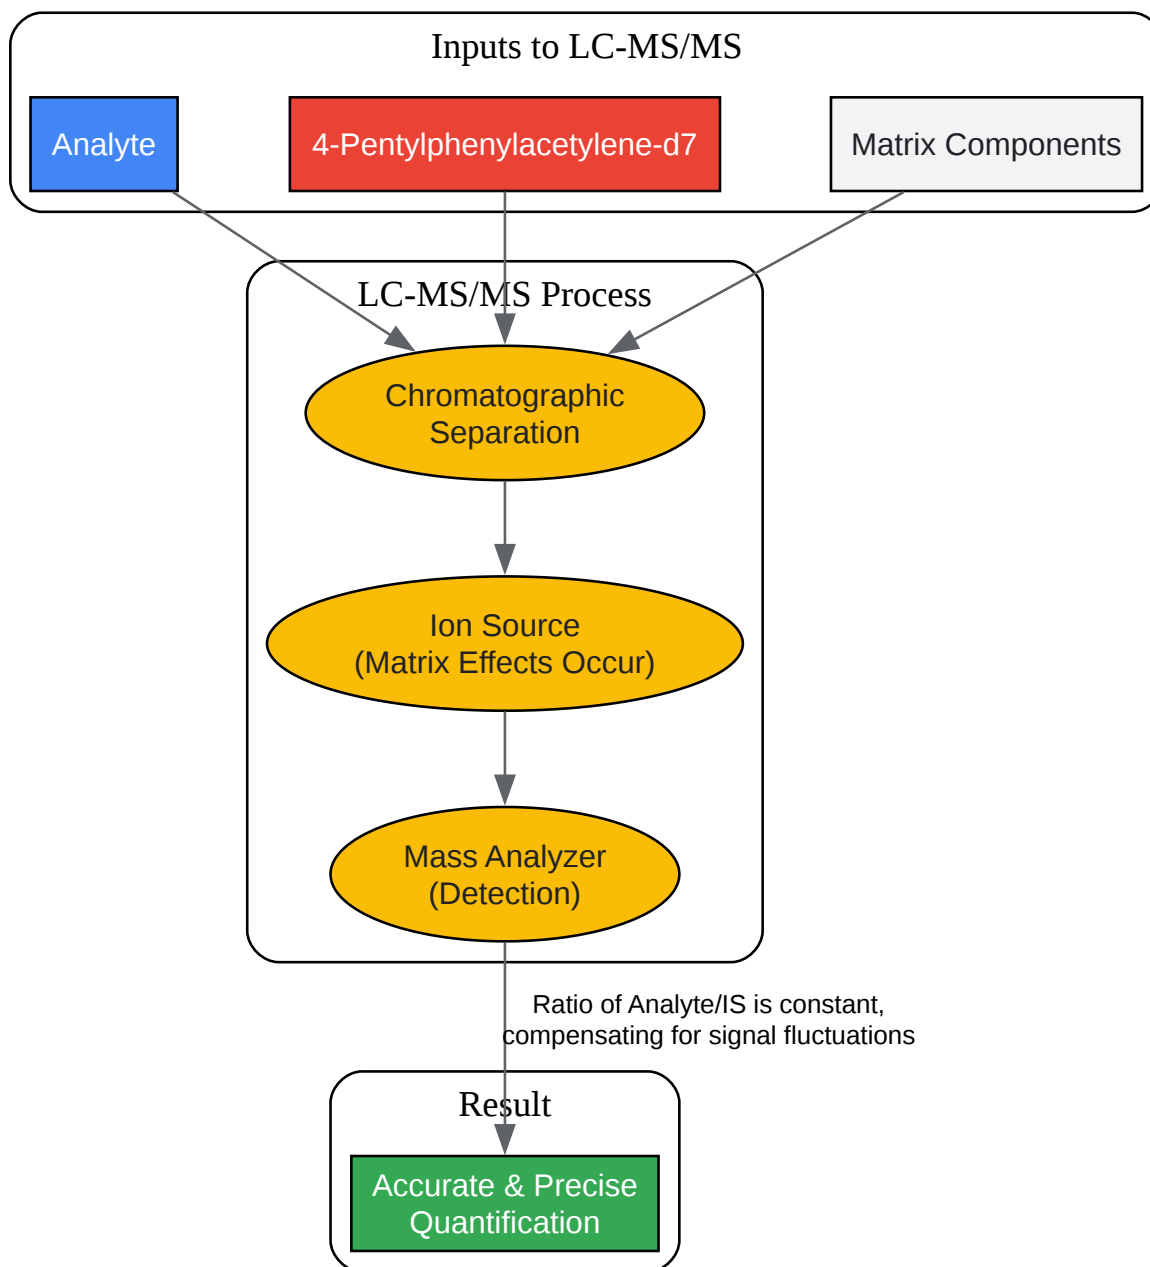 Inputs to LC-MS/MS
Analyte
4-Pentylphenylacetylene-d7
Matrix Components
LC-MS/MS Process
Chromatographic
Separation
Ion Source
(Matrix Effects Occur)
Mass Analyzer
(Detection)
Ratio of Analyte/IS is constant,
compensating for signal fluctuations
Result
Accurate & Precise
Quantification